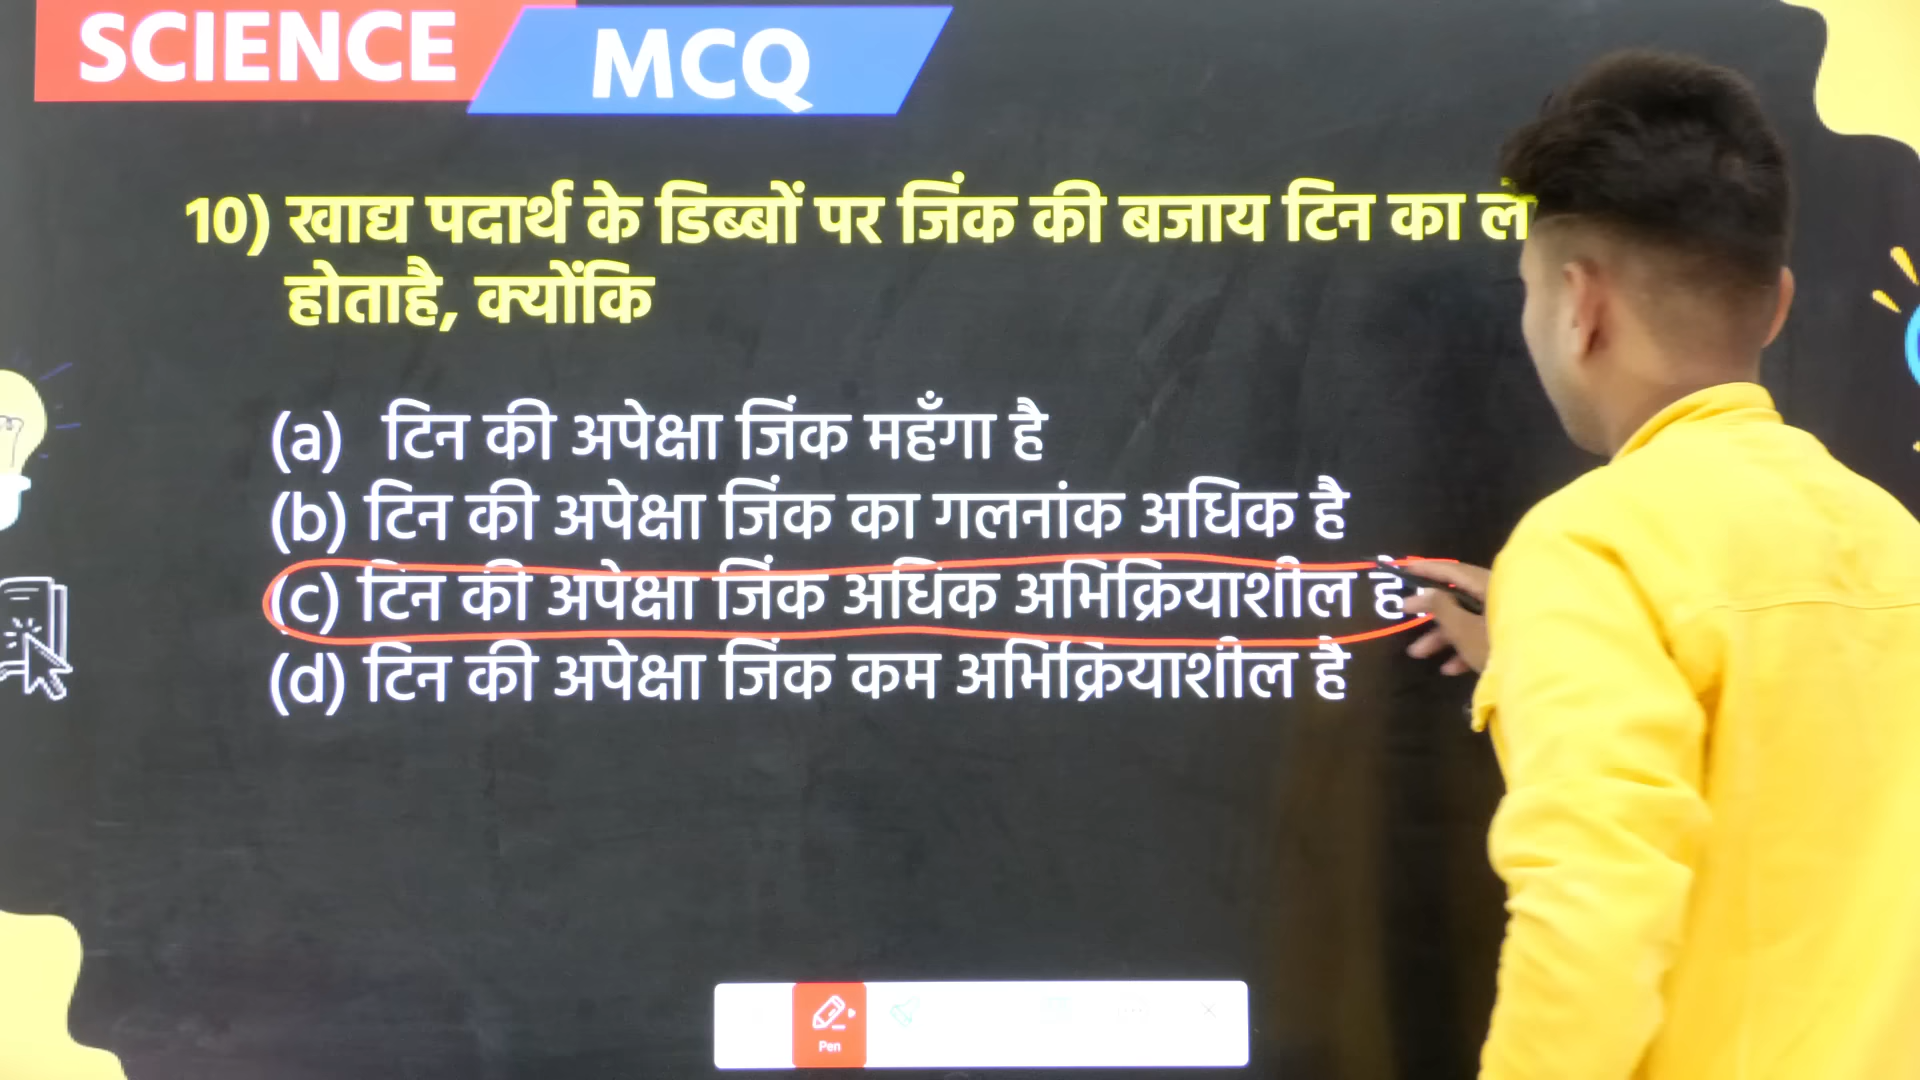 SCIENCE MCQ
10) खाद्य पदार्थ के डिब्बों पर जिंक की बजाय टिन का
होताहै, क्योंकि
(a) टिन की अपेक्षा जिंक महँगा है
(b) टिन की अपेक्षा जिंक का गलनांक अधिक है
(c) टिन की अपेक्षा जिंक अधिक अभिक्रियाशील है
(d) टिन की अपेक्षा जिंक कम अभिक्रियाशील है
Pen